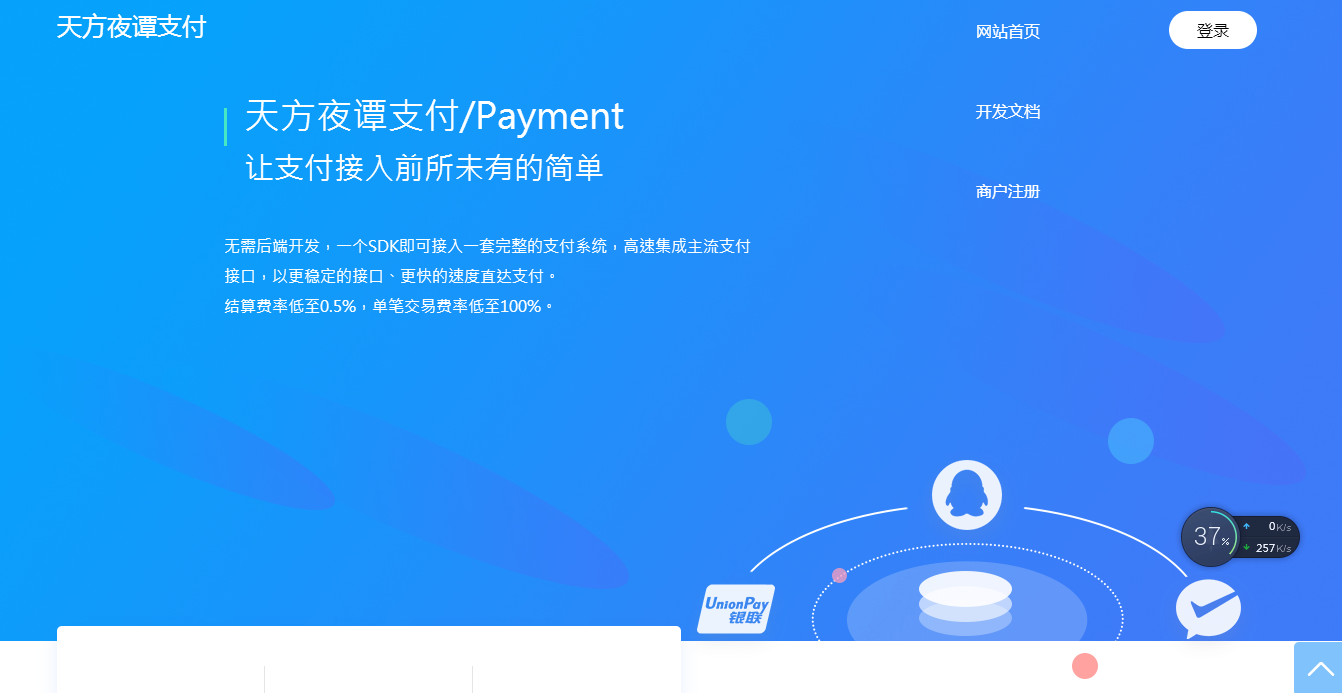 天方夜谭支付
网站首页
登录
开发文档
商户注册
天方夜谭支付/Payment
让支付接入前所未有的简单
无需后端开发，一个SDK即可接入一套完整的支付系统，高速集成主流支付
接口，以更稳定的接口、更快的速度直达支付。
结算费率低至0.5%，单笔交易费率低至100%。
UnionPay
银联
37%
0K/s
257K/s